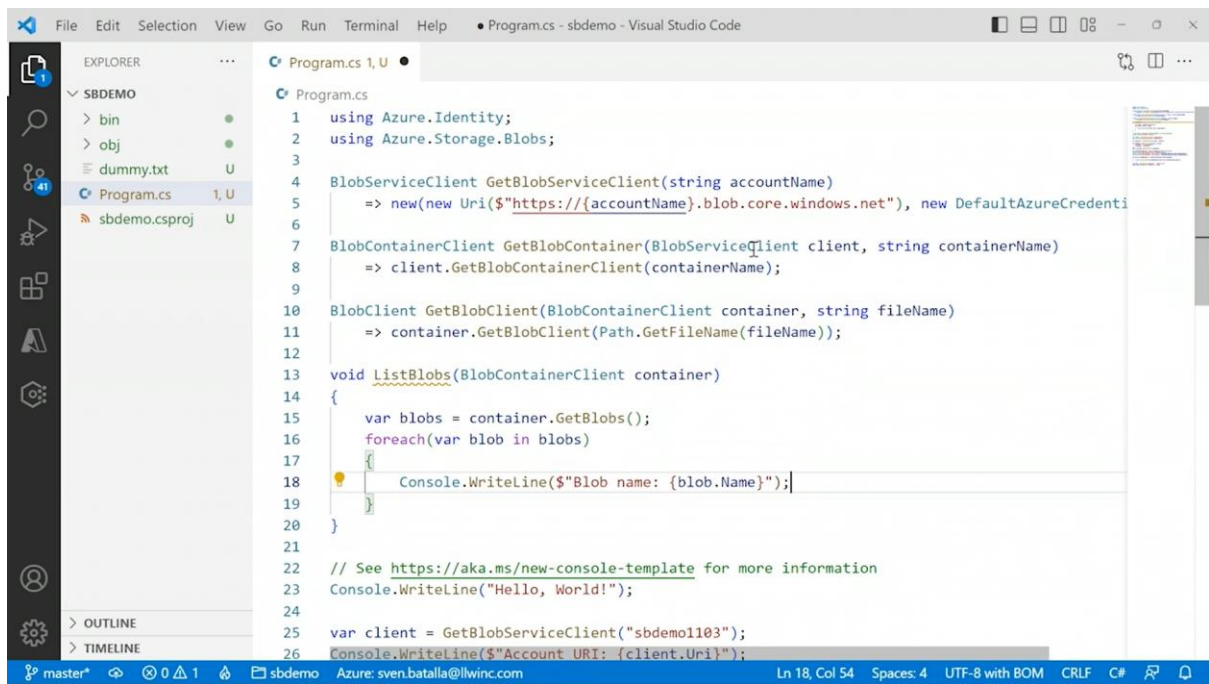 File Edit Selection View Go Run Terminal Help ● Program.cs - sbdemo - Visual Studio Code
EXPLORER ...
SBDEMO
> bin
> obj
dummy.txt U
C# Program.cs 1, U
sbdemo.csproj U
> OUTLINE
> TIMELINE
1
41
C# Program.cs 1, U ●
C# Program.cs
1 using Azure.Identity;
2 using Azure.Storage.Blobs;
3
4 BlobServiceClient GetBlobServiceClient(string accountName)
5 => new(new Uri($"https://{accountName}.blob.core.windows.net"), new DefaultAzureCredenti
6
7 BlobContainerClient GetBlobContainer(BlobServiceClient client, string containerName)
8 => client.GetBlobContainerClient(containerName);
9
10 BlobClient GetBlobClient(BlobContainerClient container, string fileName)
11 => container.GetBlobClient(Path.GetFileName(fileName));
12
13 void ListBlobs(BlobContainerClient container)
14 {
15 var blobs = container.GetBlobs();
16 foreach(var blob in blobs)
17 {
18 Console.WriteLine($"Blob name: {blob.Name}");
19 }
20 }
21
22 // See https://aka.ms/new-console-template for more information
23 Console.WriteLine("Hello, World!");
24
25 var client = GetBlobServiceClient("sbdemo1103");
26 Console.WriteLine($"Account URI: {client.Uri}");
master* 0 1 sbdemo Azure: sven.batalla@llwinc.com Ln 18, Col 54 Spaces: 4 UTF-8 with BOM CRLF C#